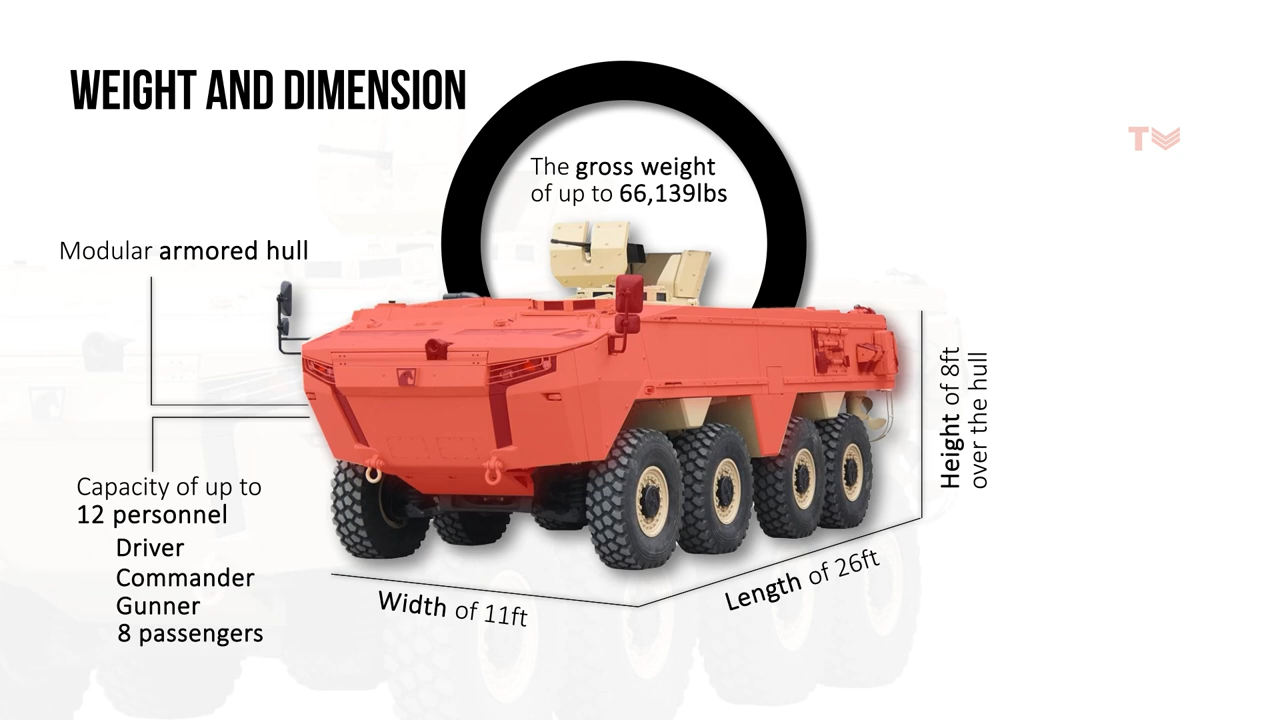 WEIGHT AND DIMENSION
The gross weight
of up to 66,139lbs
Modular armored hull
Capacity of up to
12 personnel
Driver
Commander
Gunner
8 passengers
Width of 11ft
Length of 26ft
Height of 8ft
over the hull
T